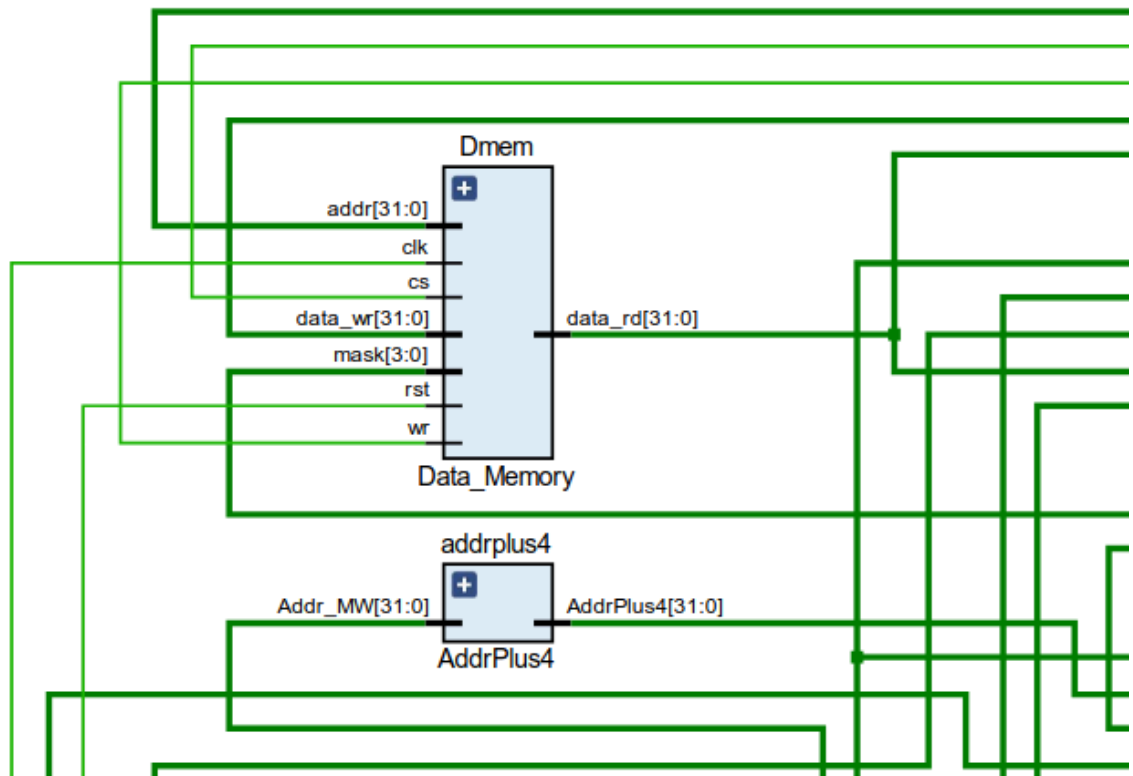 Dmem
addr[31:0]
clk
cs
data_wr[31:0]
data_rd[31:0]
mask[3:0]
rst
wr
Data_Memory
addrplus4
Addr_MW[31:0]
AddrPlus4[31:0]
AddrPlus4